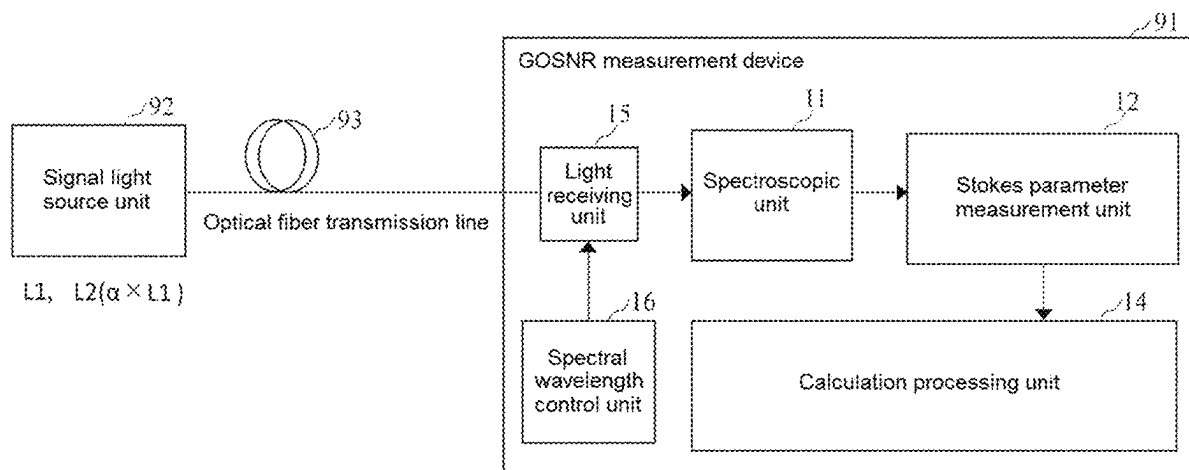 91
GOSNR measurement device
92
93
15
11
12
Signal light
source unit
Optical fiber transmission line
Light
receiving
unit
Spectroscopic
unit
Stokes parameter
measurement unit
L1, L2(α×L1)
16
14
Spectral
wavelength
control unit
Calculation processing unit